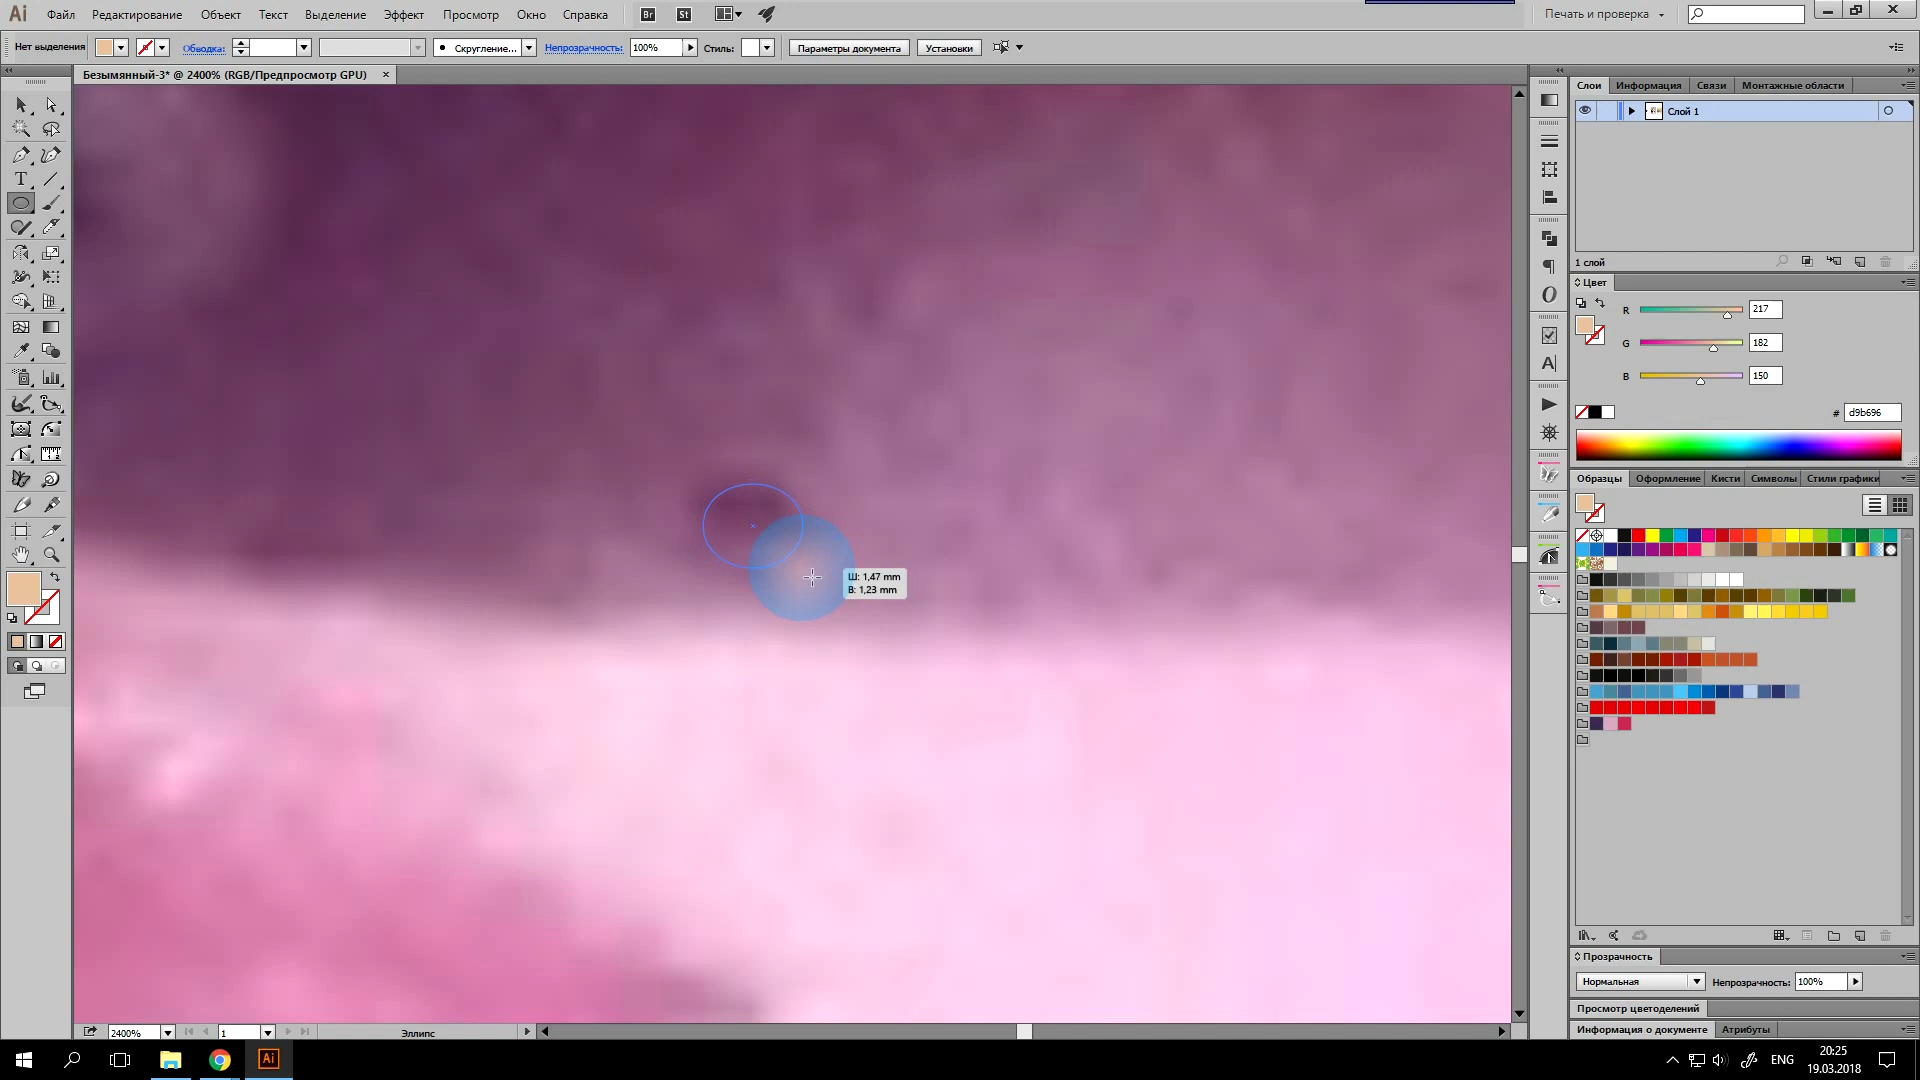 Ai Файл Редактирование Объект Текст Выделение Эффект Просмотр Окно Справка Br St Печать и проверка
Нет выделения Обводка: Скругление... Непрозрачность: 100% Стиль: Параметры документа Установки
Безымянный-3* @ 2400% (RGB/Предпросмотр GPU) ×
Слои Информация Связи Монтажные области
Слой 1
1 слой
Цвет
R 217
G 182
B 150
# d9b696
Образцы Оформление Кисти Символы Стили графики
Ш: 1,47 mm
В: 1,23 mm
Прозрачность
Нормальная Непрозрачность: 100%
Просмотр цветоделений
Информация о документе Атрибуты
2400% 1 Эллипс
Ai ENG 20:25
19.03.2018